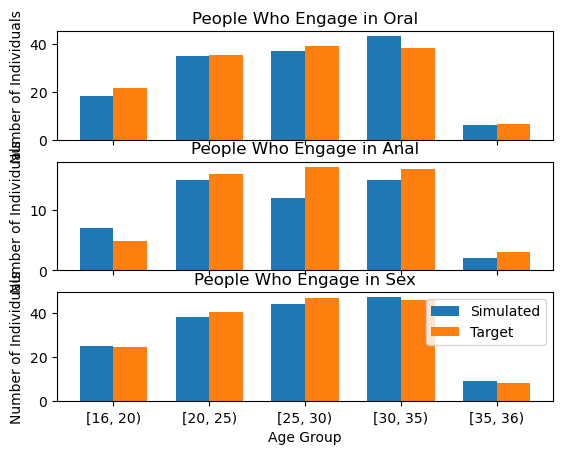 People Who Engage in Oral
Number of Individuals
40
20
0
People Who Engage in Anal
Number of Individuals
10
0
People Who Engage in Sex
Number of Individuals
40
20
0
Simulated
Target
[16, 20) [20, 25) [25, 30) [30, 35) [35, 36)
Age Group